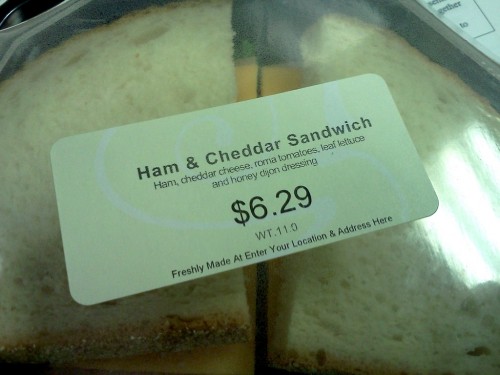 Ham & Cheddar Sandwich
Ham, cheddar cheese, roma tomatoes, leaf lettuce
and honey dijon dressing
$6.29
WT.11.0
Freshly Made At Enter Your Location & Address Here
to